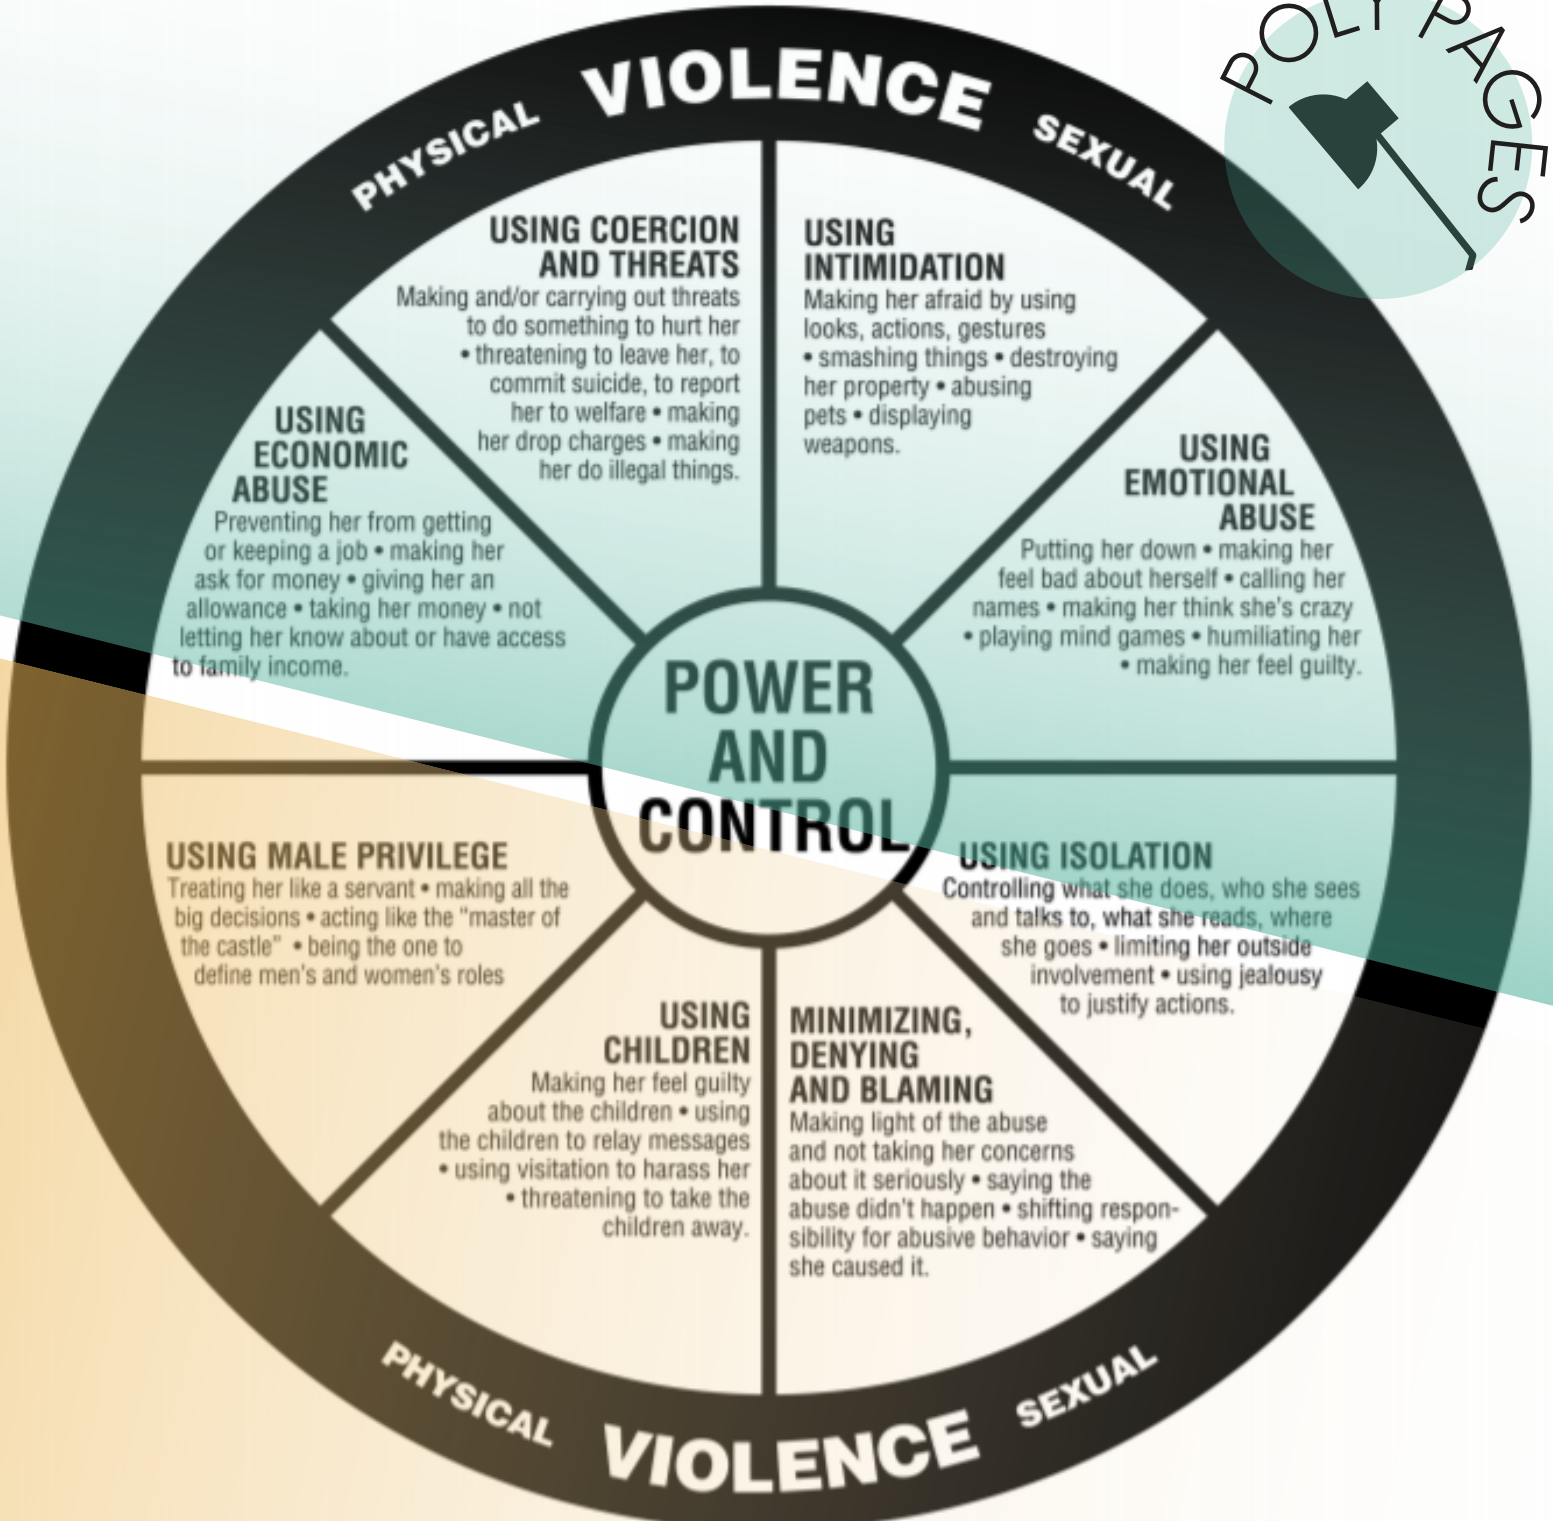 POLY PAGES
PHYSICAL VIOLENCE SEXUAL
USING COERCION
AND THREATS
Making and/or carrying out threats
to do something to hurt her
• threatening to leave her, to
commit suicide, to report
her to welfare • making
her drop charges • making
her do illegal things.
USING
INTIMIDATION
Making her afraid by using
looks, actions, gestures
• smashing things • destroying
her property • abusing
pets • displaying
weapons.
USING
EMOTIONAL
ABUSE
Putting her down • making her
feel bad about herself • calling her
names • making her think she's crazy
• playing mind games • humiliating her
• making her feel guilty.
USING ISOLATION
Controlling what she does, who she sees
and talks to, what she reads, where
she goes • limiting her outside
involvement • using jealousy
to justify actions.
MINIMIZING,
DENYING
AND BLAMING
Making light of the abuse
and not taking her concerns
about it seriously • saying the
abuse didn't happen • shifting respon-
sibility for abusive behavior • saying
she caused it.
USING
CHILDREN
Making her feel guilty
about the children • using
the children to relay messages
• using visitation to harass her
• threatening to take the
children away.
USING MALE PRIVILEGE
Treating her like a servant • making all the
big decisions • acting like the "master of
the castle" • being the one to
define men's and women's roles
USING
ECONOMIC
ABUSE
Preventing her from getting
or keeping a job • making her
ask for money • giving her an
allowance • taking her money • not
letting her know about or have access
to family income.
POWER
AND
CONTROL
PHYSICAL VIOLENCE SEXUAL